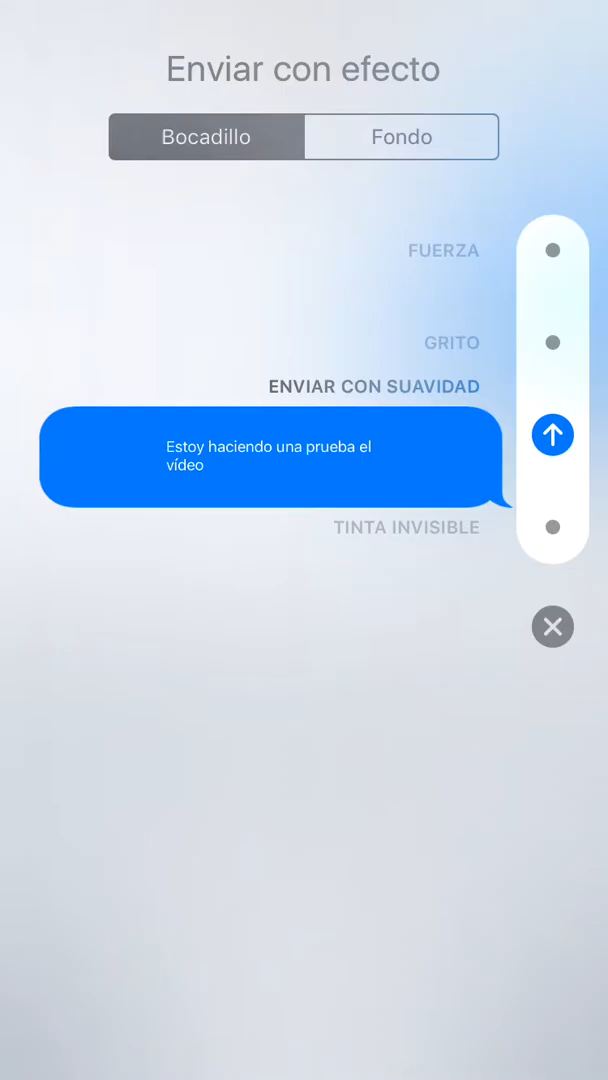 Enviar con efecto
Bocadillo
Fondo
FUERZA
GRITO
ENVIAR CON SUAVIDAD
Estoy haciendo una prueba el
vídeo
TINTA INVISIBLE